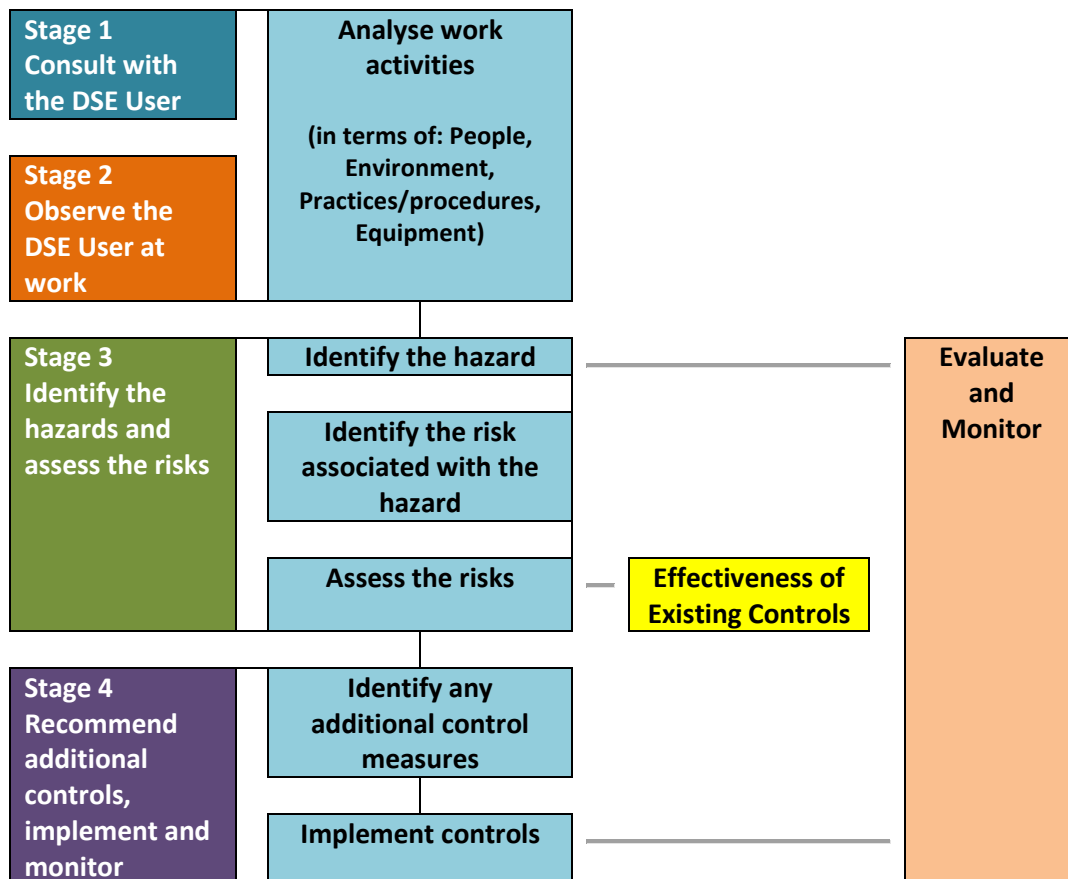 Stage 1
Consult with
the DSE User
Analyse work
activities
(in terms of: People,
Environment,
Practices/procedures,
Equipment)
Stage 2
Observe the
DSE User at
work
Stage 3
Identify the
hazards and
assess the risks
Identify the hazard
Identify the risk
associated with the
hazard
Assess the risks
Effectiveness of
Existing Controls
Evaluate
and
Monitor
Stage 4
Recommend
additional
controls,
implement and
monitor
Identify any
additional control
measures
Implement controls